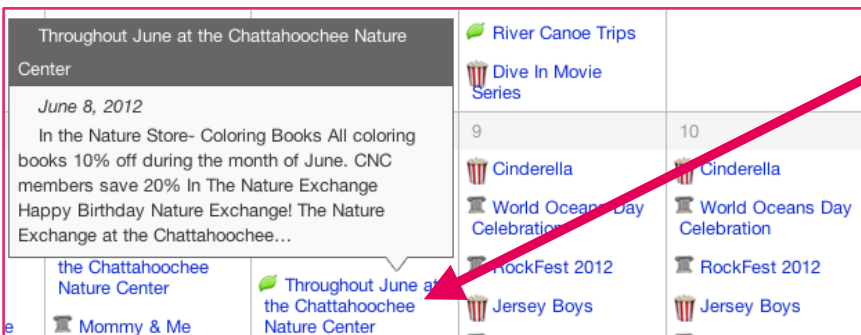 Throughout June at the Chattahoochee Nature
Center
June 8, 2012
In the Nature Store- Coloring Books All coloring
books 10% off during the month of June. CNC
members save 20% In The Nature Exchange
Happy Birthday Nature Exchange! The Nature
Exchange at the Chattahoochee…
the Chattahoochee
Nature Center
Mommy & Me
Throughout June at
the Chattahoochee
Nature Center
River Canoe Trips
Dive In Movie
Series
9
Cinderella
World Oceans Day
Celebration
RockFest 2012
Jersey Boys
10
Cinderella
World Oceans Day
Celebration
RockFest 2012
Jersey Boys